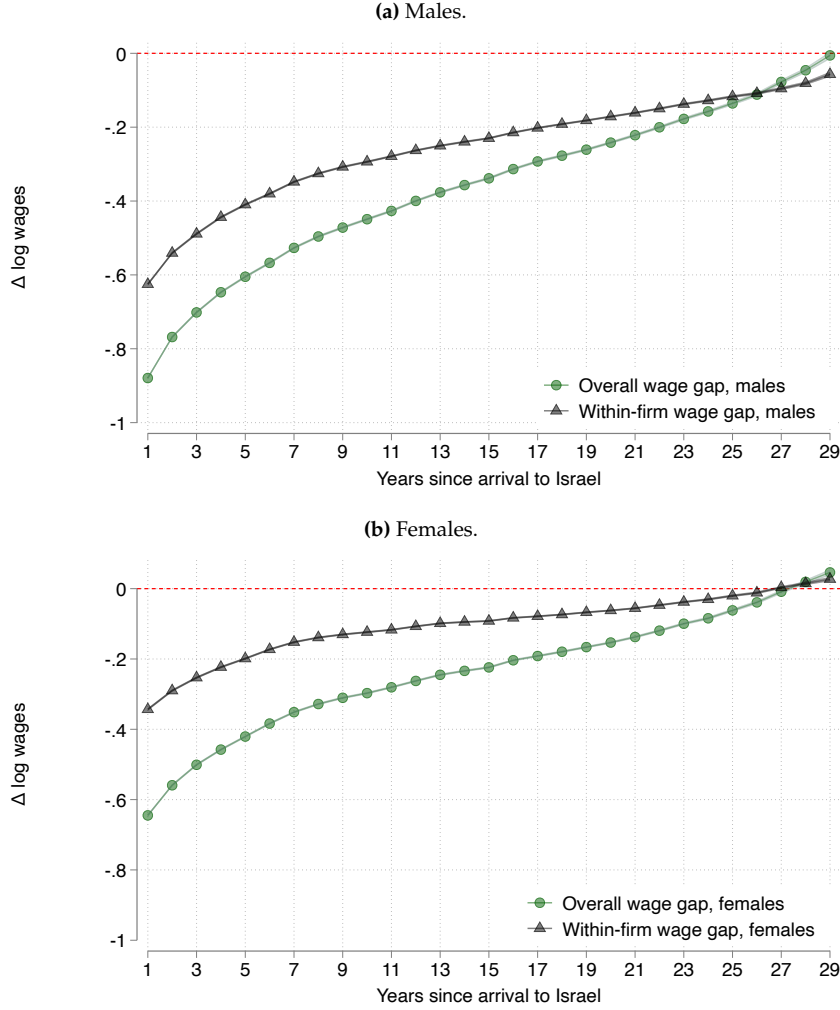 (a) Males.
0
-.2
-.4
-.6
-.8
-1
Δ log wages
Overall wage gap, males
Within-firm wage gap, males
1 3 5 7 9 11 13 15 17 19 21 23 25 27 29
Years since arrival to Israel
(b) Females.
0
-.2
-.4
-.6
-.8
-1
Δ log wages
Overall wage gap, females
Within-firm wage gap, females
1 3 5 7 9 11 13 15 17 19 21 23 25 27 29
Years since arrival to Israel